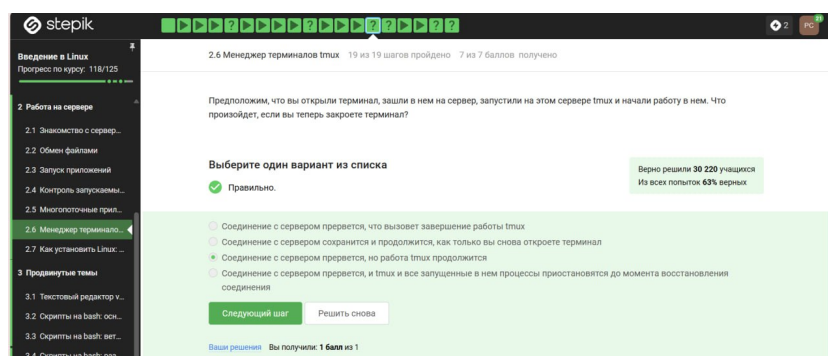 stepik
2
PC
21
Введение в Linux
Прогресс по курсу: 118/125
2 Работа на сервере
2.1 Знакомство с сервер...
2.2 Обмен файлами
2.3 Запуск приложений
2.4 Контроль запускаемы...
2.5 Многопоточные прил...
2.6 Менеджер терминало...
2.7 Как установить Linux: ...
3 Продвинутые темы
3.1 Текстовый редактор v...
3.2 Скрипты на bash: осн...
3.3 Скрипты на bash: вет...
3.4 Скрипты на bash: раз...
2.6 Менеджер терминалов tmux 19 из 19 шагов пройдено 7 из 7 баллов получено
Предположим, что вы открыли терминал, зашли в нем на сервер, запустили на этом сервере tmux и начали работу в нем. Что
произойдет, если вы теперь закроете терминал?
Выберите один вариант из списка
Правильно.
Верно решили 30 220 учащихся
Из всех попыток 63% верных
Соединение с сервером прервется, что вызовет завершение работы tmux
Соединение с сервером сохранится и продолжится, как только вы снова откроете терминал
Соединение с сервером прервется, но работа tmux продолжится
Соединение с сервером прервется, и tmux и все запущенные в нем процессы приостановятся до момента восстановления
соединения
Следующий шаг
Решить снова
Ваши решения Вы получили: 1 балл из 1